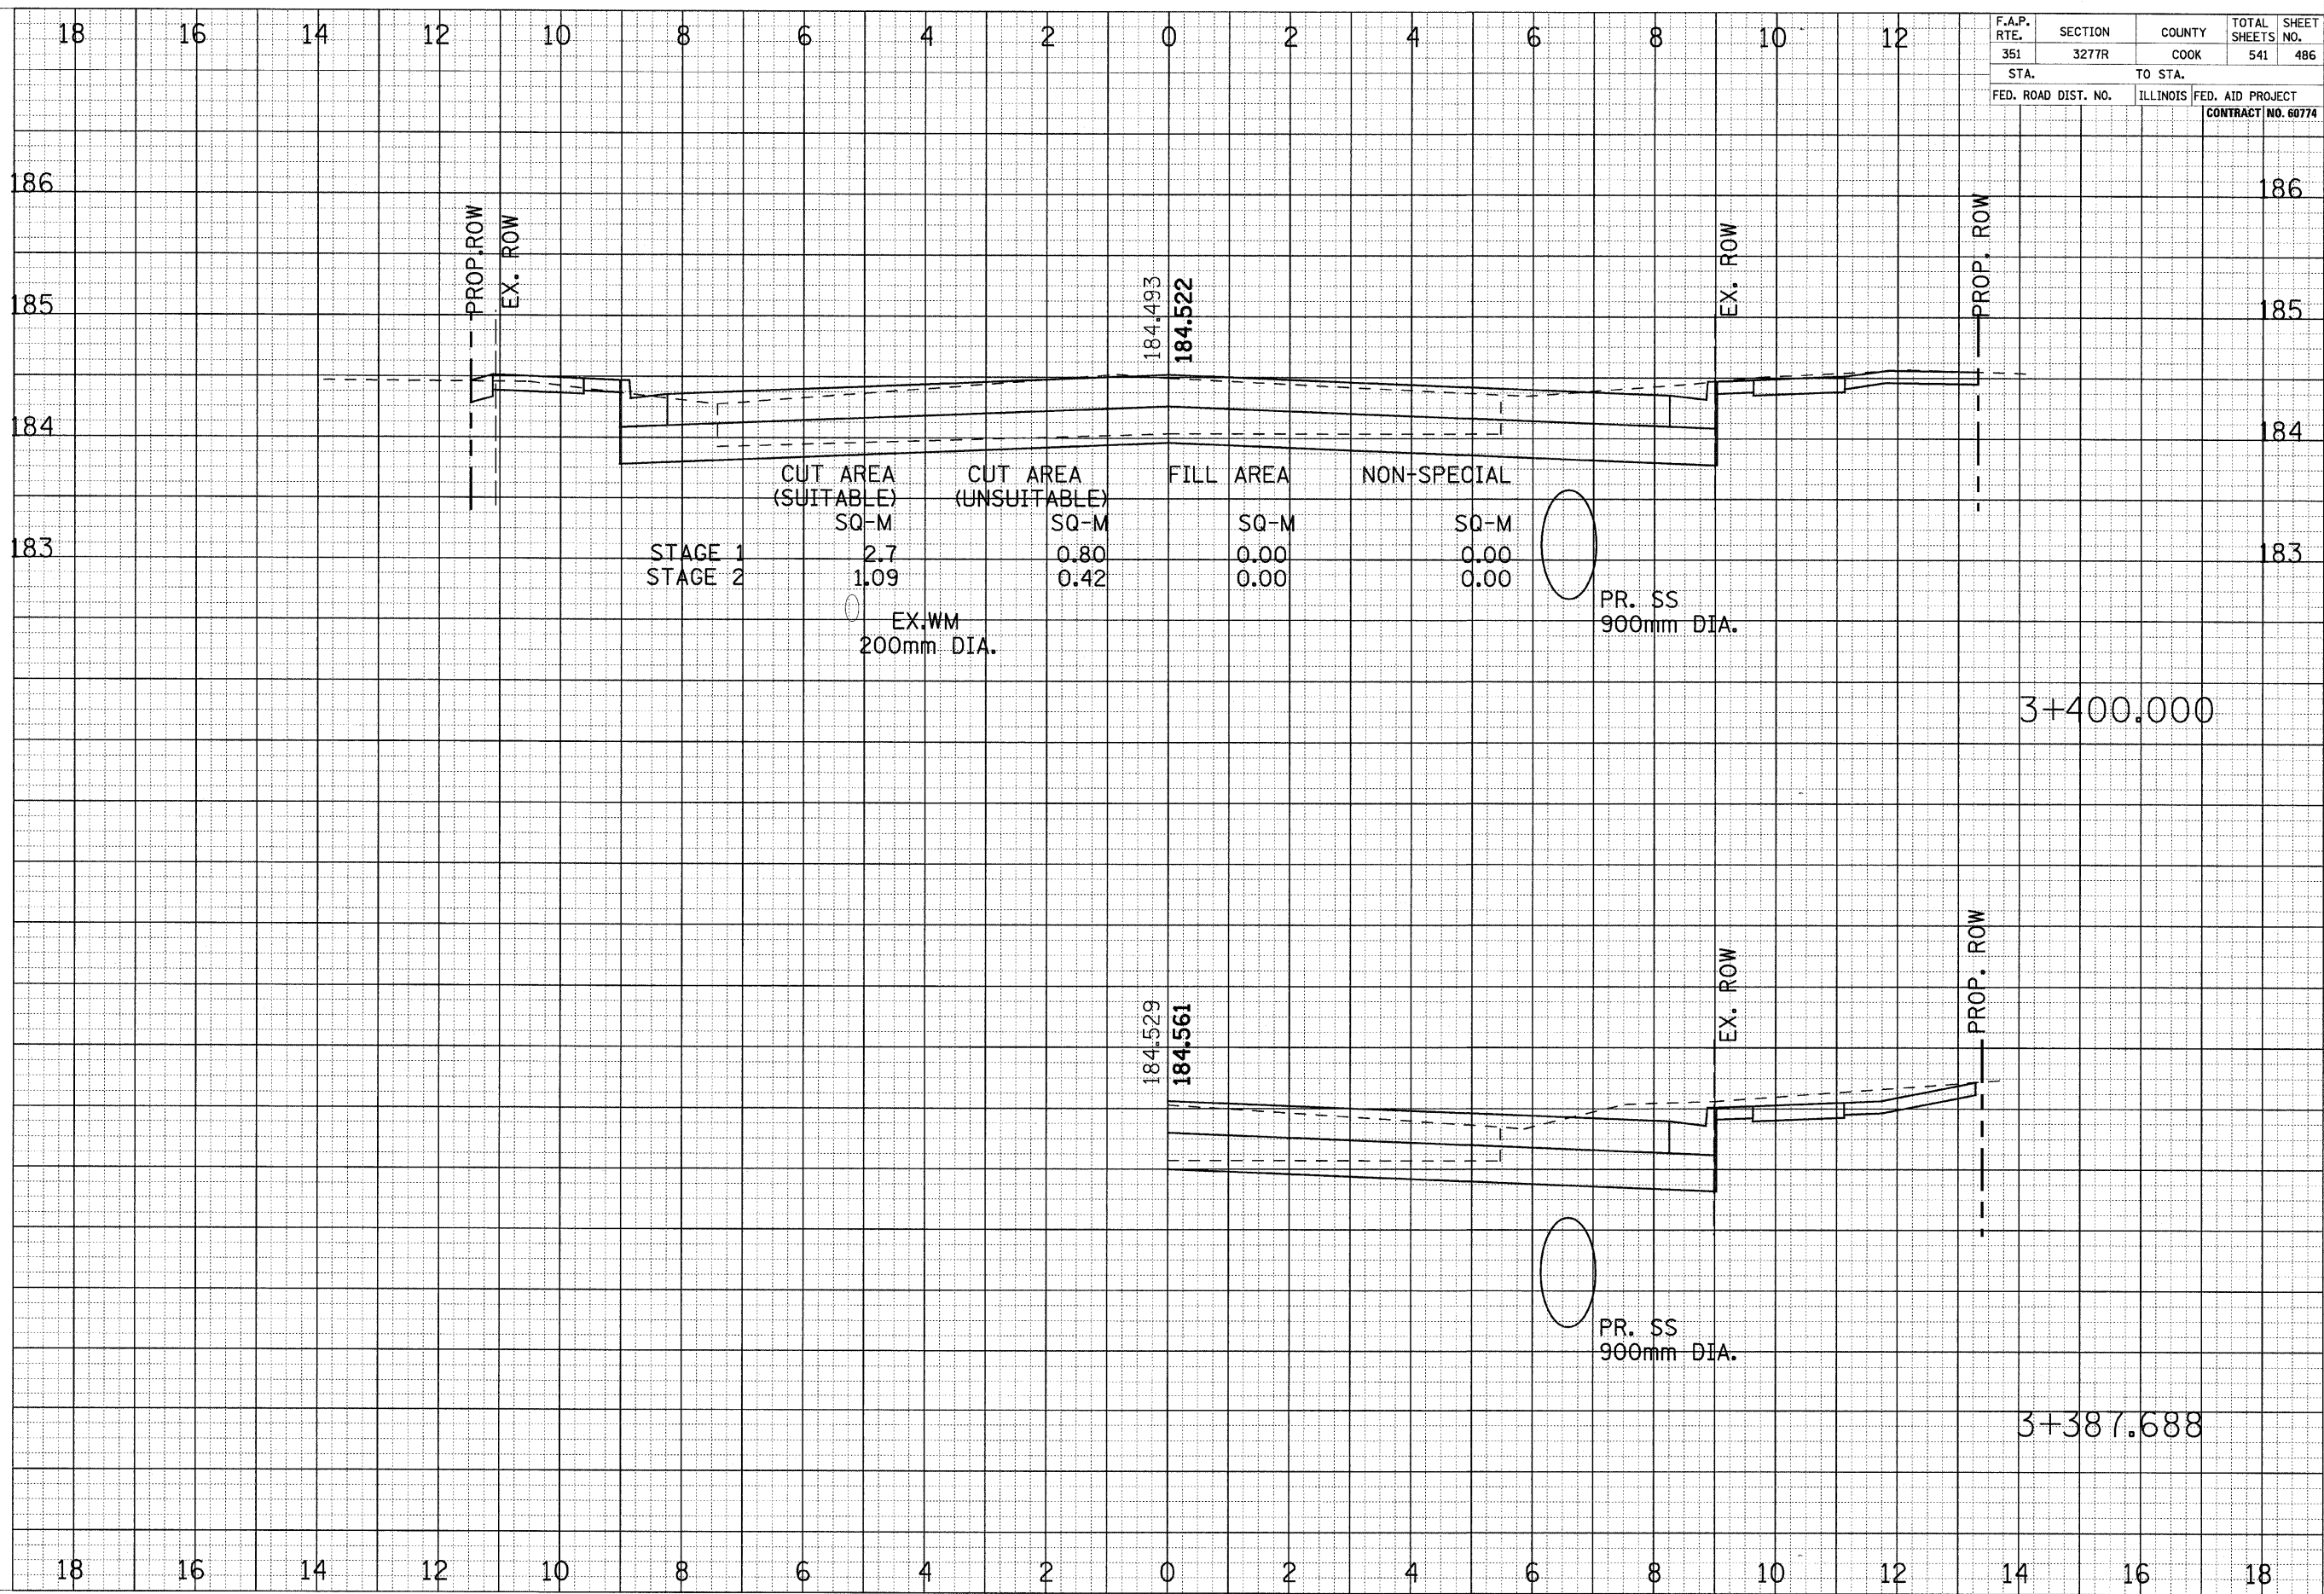 18 16 14 12 10 8 6 4 2 0 2 4 6 8 10 12
F.A.P. RTE. SECTION COUNTY TOTAL SHEETS SHEET NO.
351 3277R COOK 541 486
STA. TO STA.
FED. ROAD DIST. NO. ILLINOIS FED. AID PROJECT
CONTRACT NO. 60774
186 186
PROP.ROW
EX. ROW
EX. ROW
PROP. ROW
185 185
184.493
184.522
184 184
CUT AREA CUT AREA FILL AREA NON-SPECIAL
(SUITABLE) (UNSUITABLE)
SQ-M SQ-M SQ-M SQ-M
183 STAGE 1 2.7 0.80 0.00 0.00 183
STAGE 2 1.09 0.42 0.00 0.00
EX.WM
200mm DIA.
PR. SS
900mm DIA.
3+400.000
EX. ROW
PROP. ROW
184.529
184.561
PR. SS
900mm DIA.
3+387.688
18 16 14 12 10 8 6 4 2 0 2 4 6 8 10 12 14 16 18